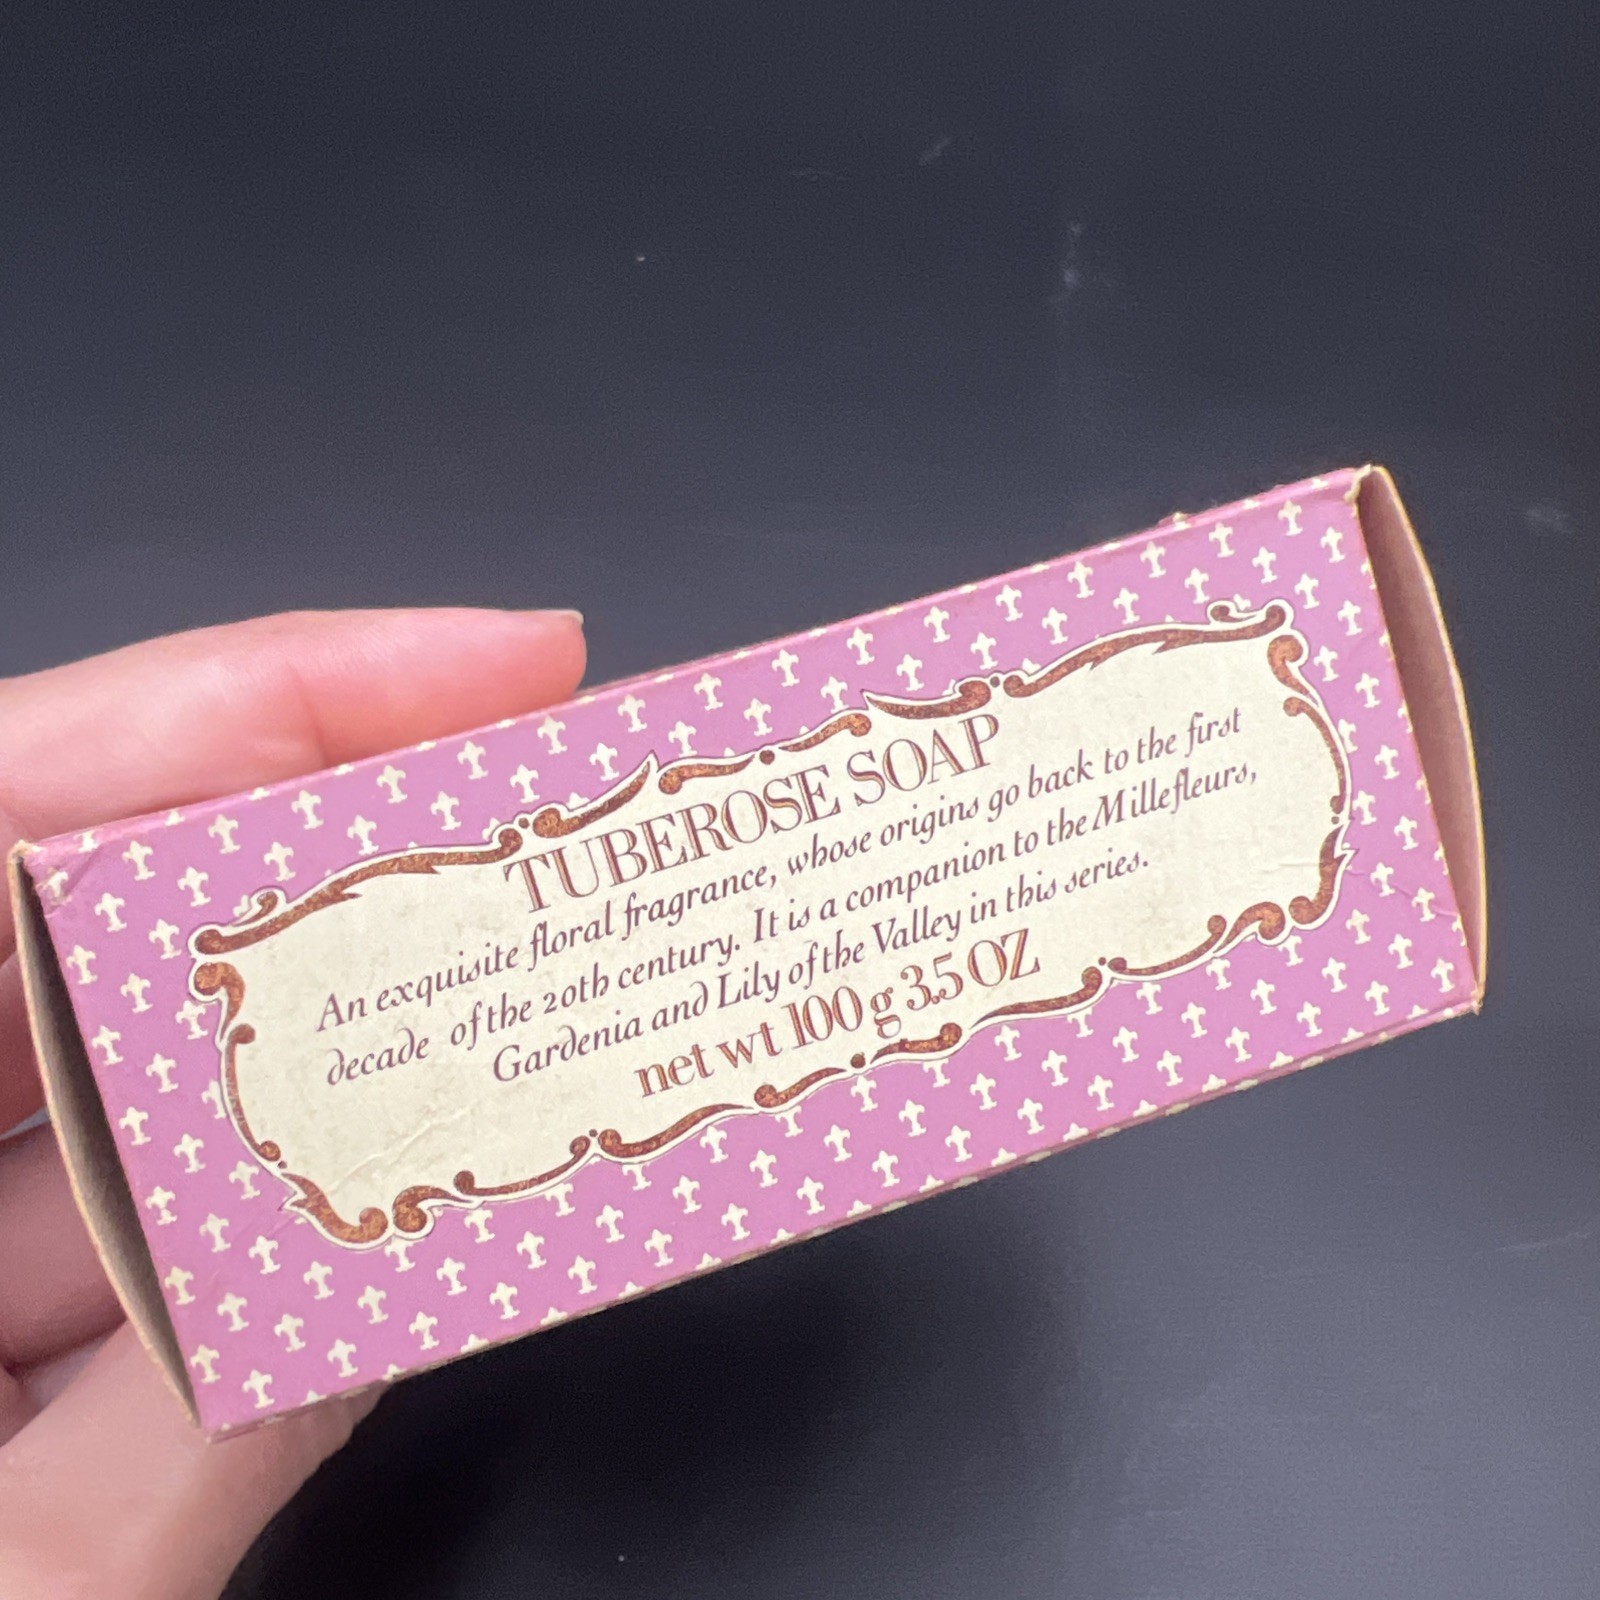 TUBEROSE SOAP
An exquisite floral fragrance, whose origins go back to the first
decade of the 20th century. It is a companion to the Millefleurs,
Gardenia and Lily of the Valley in this series.
net wt 100 g 3.5 OZ